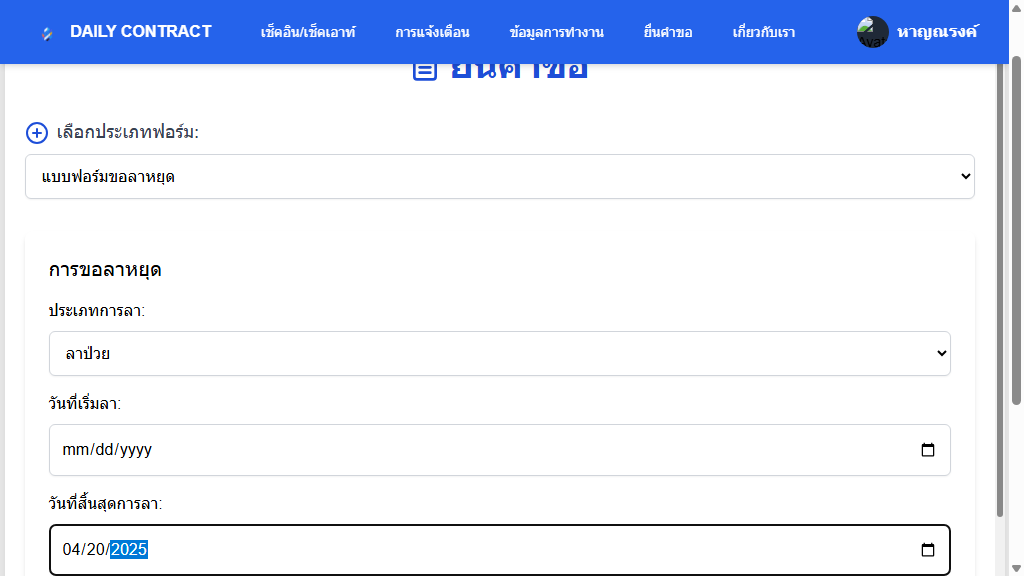 DAILY CONTRACT
เช็คอิน/เช็คเอาท์
การแจ้งเตือน
ข้อมูลการทำงาน
ยื่นคำขอ
เกี่ยวกับเรา
หาญณรงค์
ยื่นคำขอ
เลือกประเภทฟอร์ม:
แบบฟอร์มขอลาหยุด
การขอลาหยุด
ประเภทการลา:
ลาป่วย
วันที่เริ่มลา:
mm/dd/yyyy
วันที่สิ้นสุดการลา:
04/20/2025